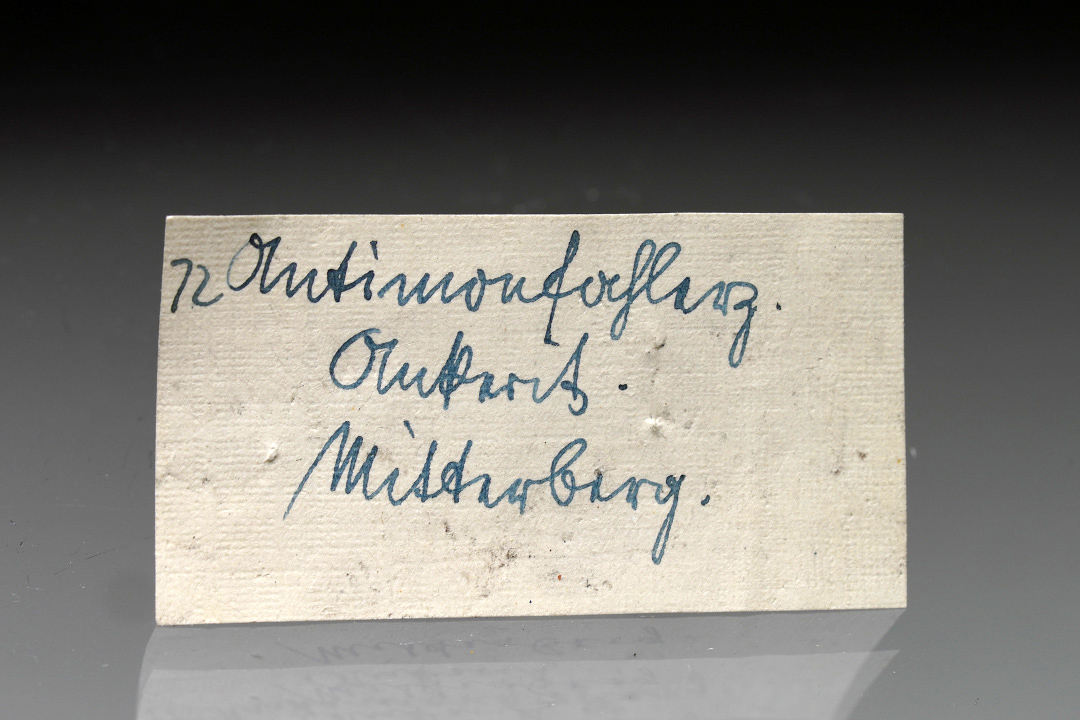 72 Antimonfahlerz.
Ankerit.
Mitterberg.